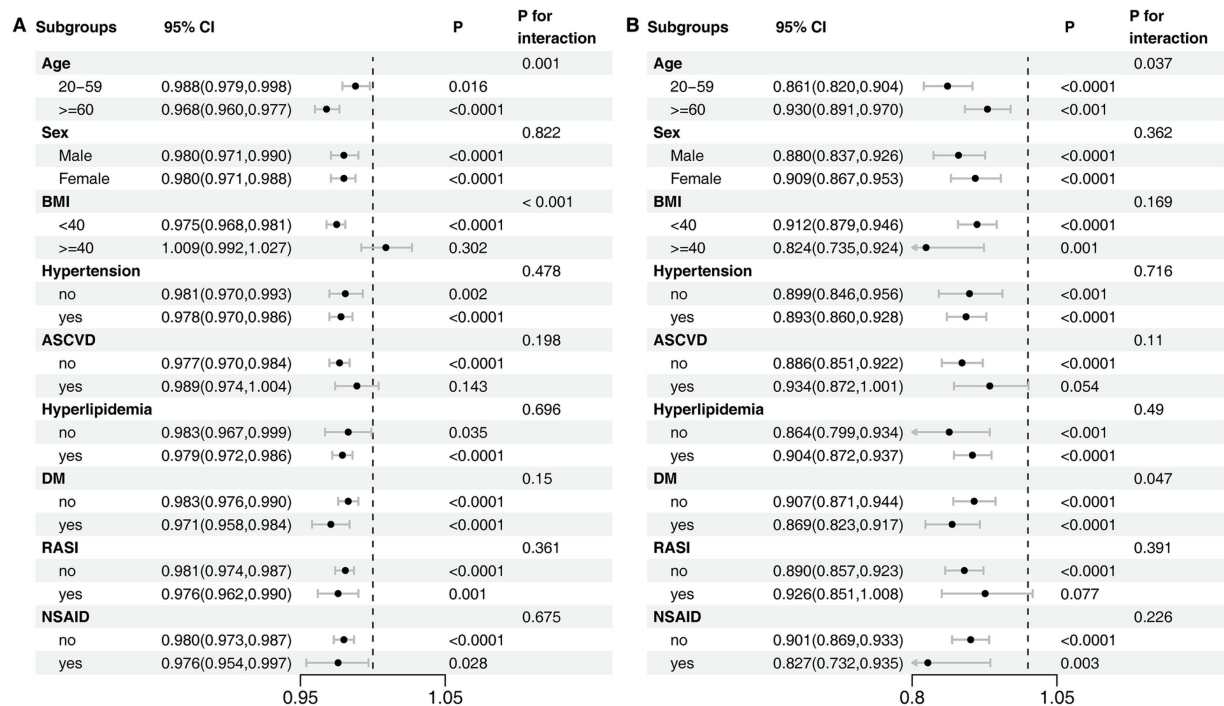 A Subgroups 95% CI P P for interaction
Age 0.001
20−59 0.988(0.979,0.998) 0.016
>=60 0.968(0.960,0.977) <0.0001
Sex 0.822
Male 0.980(0.971,0.990) <0.0001
Female 0.980(0.971,0.988) <0.0001
BMI < 0.001
<40 0.975(0.968,0.981) <0.0001
>=40 1.009(0.992,1.027) 0.302
Hypertension 0.478
no 0.981(0.970,0.993) 0.002
yes 0.978(0.970,0.986) <0.0001
ASCVD 0.198
no 0.977(0.970,0.984) <0.0001
yes 0.989(0.974,1.004) 0.143
Hyperlipidemia 0.696
no 0.983(0.967,0.999) 0.035
yes 0.979(0.972,0.986) <0.0001
DM 0.15
no 0.983(0.976,0.990) <0.0001
yes 0.971(0.958,0.984) <0.0001
RASI 0.361
no 0.981(0.974,0.987) <0.0001
yes 0.976(0.962,0.990) 0.001
NSAID 0.675
no 0.980(0.973,0.987) <0.0001
yes 0.976(0.954,0.997) 0.028
0.95 1.05
B Subgroups 95% CI P P for interaction
Age 0.037
20−59 0.861(0.820,0.904) <0.0001
>=60 0.930(0.891,0.970) <0.001
Sex 0.362
Male 0.880(0.837,0.926) <0.0001
Female 0.909(0.867,0.953) <0.0001
BMI 0.169
<40 0.912(0.879,0.946) <0.0001
>=40 0.824(0.735,0.924) 0.001
Hypertension 0.716
no 0.899(0.846,0.956) <0.001
yes 0.893(0.860,0.928) <0.0001
ASCVD 0.11
no 0.886(0.851,0.922) <0.0001
yes 0.934(0.872,1.001) 0.054
Hyperlipidemia 0.49
no 0.864(0.799,0.934) <0.001
yes 0.904(0.872,0.937) <0.0001
DM 0.047
no 0.907(0.871,0.944) <0.0001
yes 0.869(0.823,0.917) <0.0001
RASI 0.391
no 0.890(0.857,0.923) <0.0001
yes 0.926(0.851,1.008) 0.077
NSAID 0.226
no 0.901(0.869,0.933) <0.0001
yes 0.827(0.732,0.935) 0.003
0.8 1.05